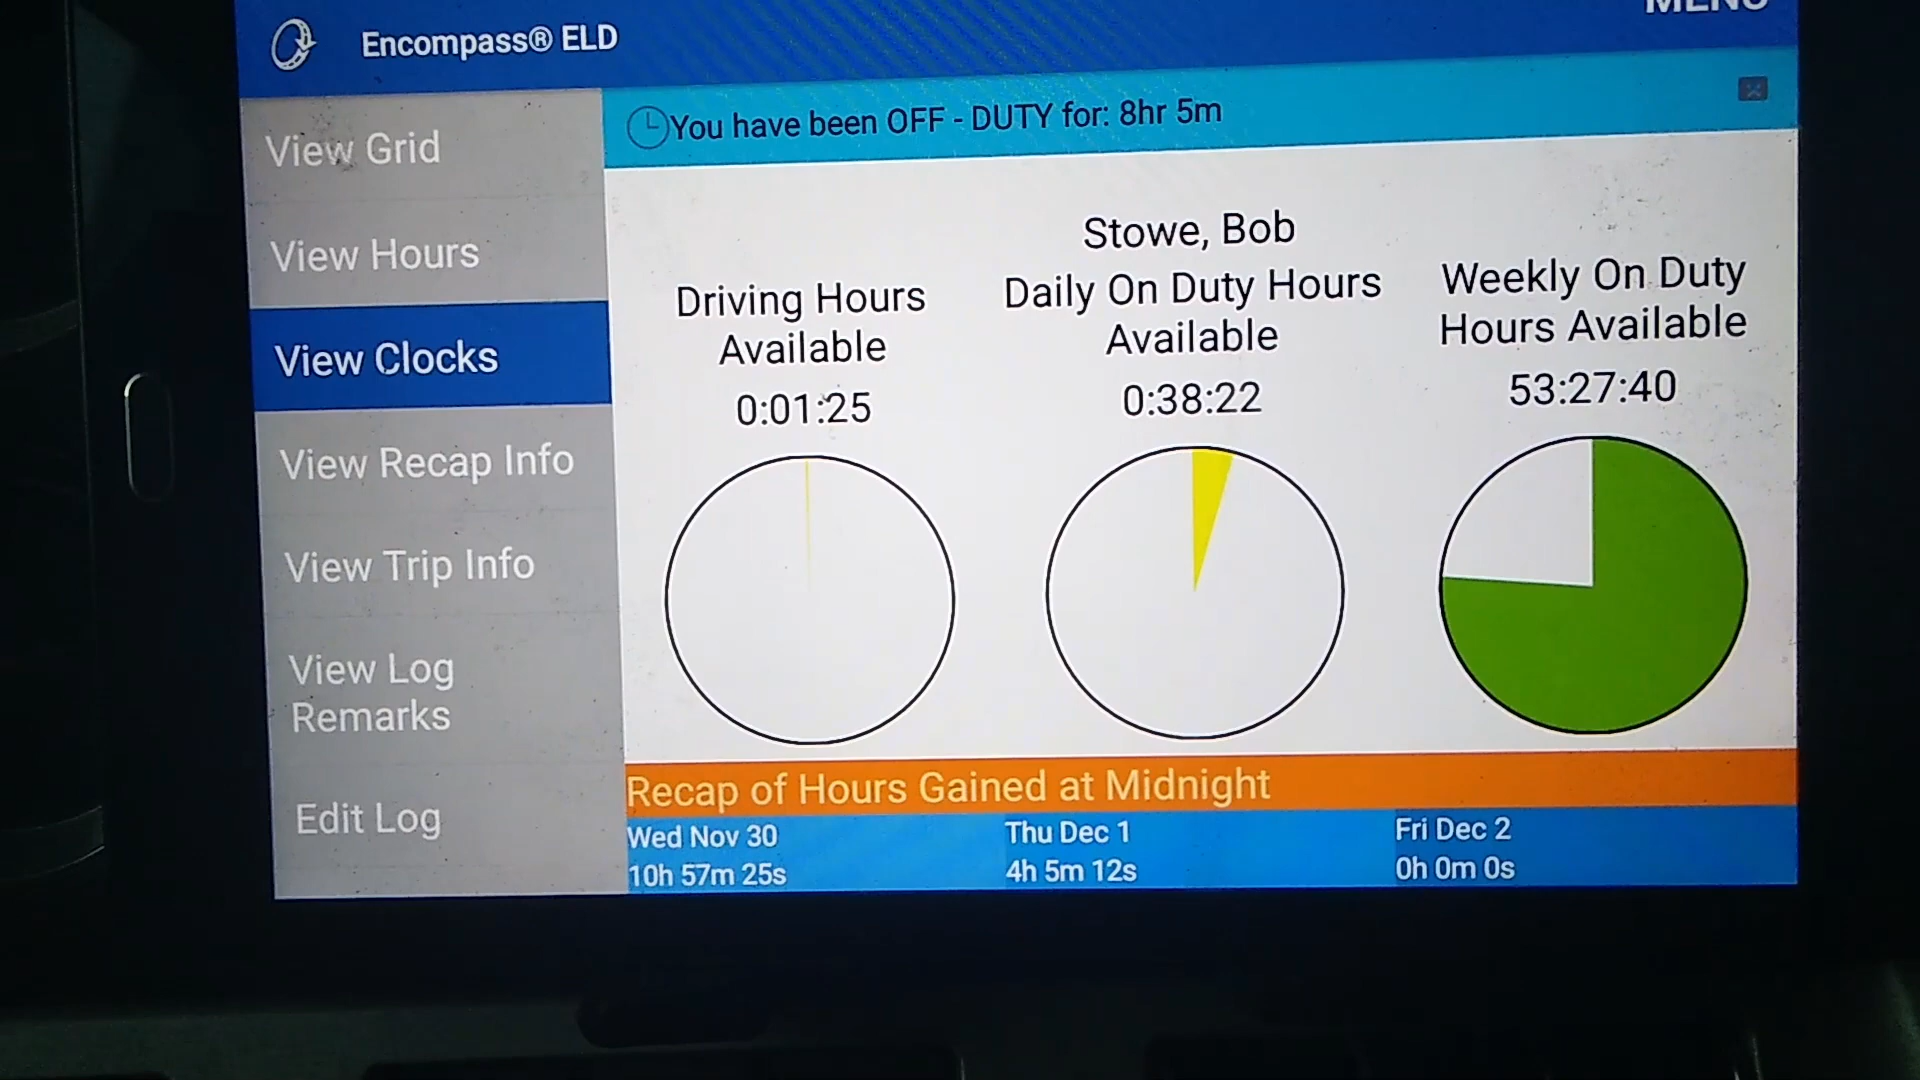 MENU
Encompass® ELD
You have been OFF - DUTY for: 8hr 5m
View Grid
View Hours
View Clocks
View Recap Info
View Trip Info
View Log
Remarks
Edit Log
Stowe, Bob
Driving Hours
Available
0:01:25
Daily On Duty Hours
Available
0:38:22
Weekly On Duty
Hours Available
53:27:40
Recap of Hours Gained at Midnight
Wed Nov 30
10h 57m 25s
Thu Dec 1
4h 5m 12s
Fri Dec 2
0h 0m 0s